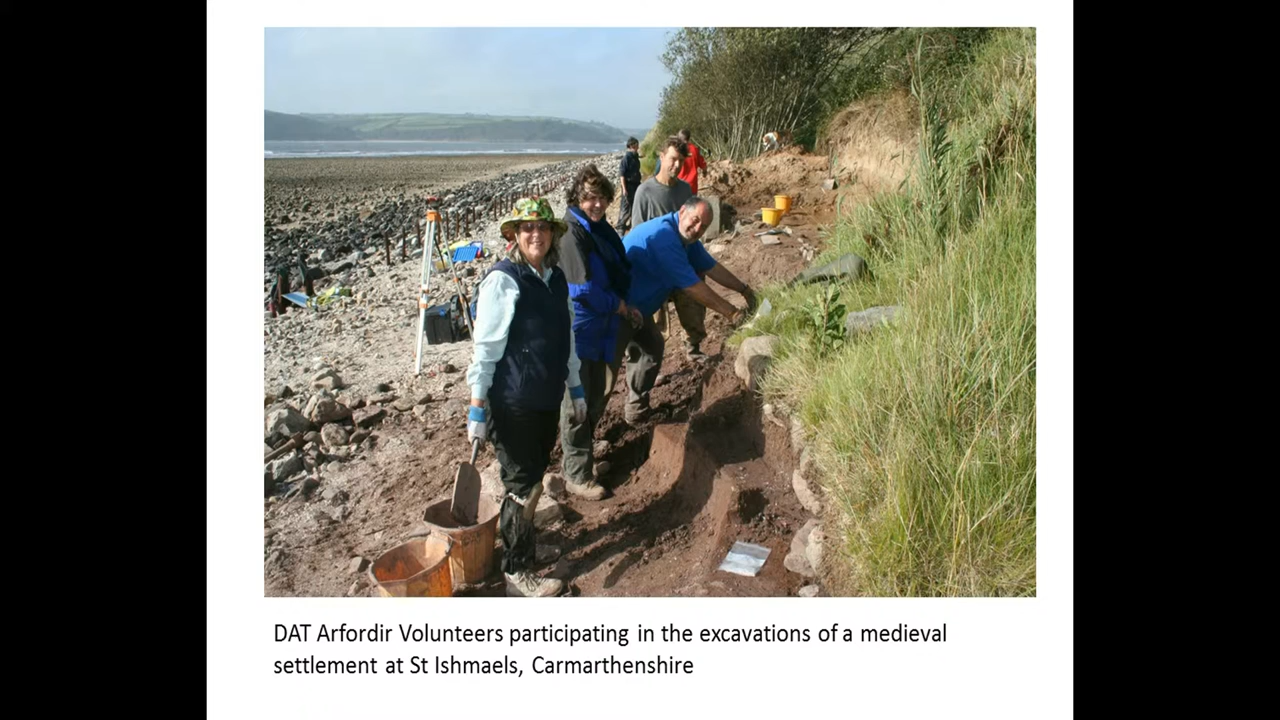 DAT Arfordir Volunteers participating in the excavations of a medieval
settlement at St Ishmaels, Carmarthenshire